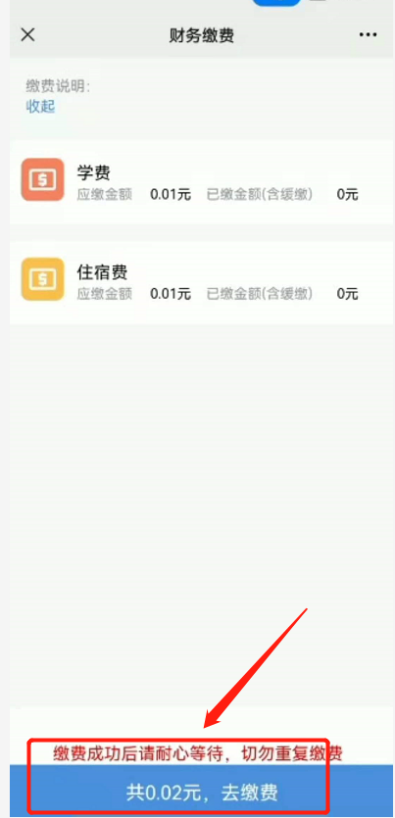 财务缴费
缴费说明:
收起
学费
应缴金额 0.01元 已缴金额(含缓缴) 0元
住宿费
应缴金额 0.01元 已缴金额(含缓缴) 0元
缴费成功后请耐心等待，切勿重复缴费
共0.02元，去缴费